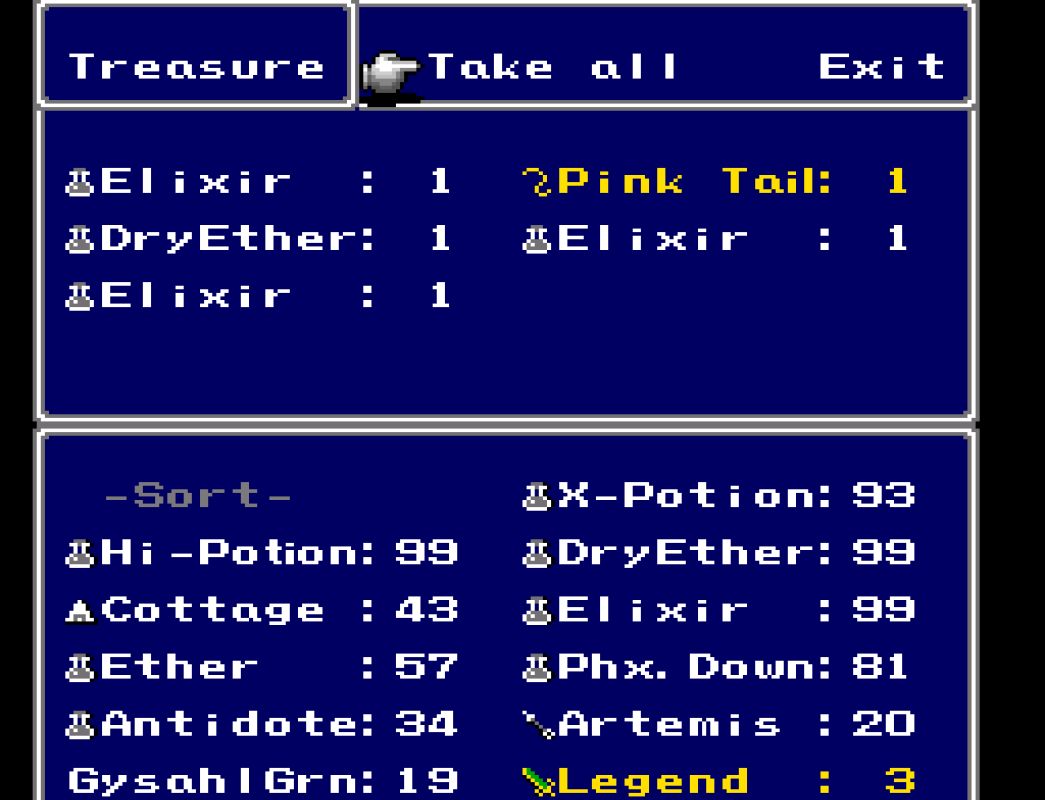 Treasure Take all Exit
Elixir : 1 Pink Tail: 1
DryEther: 1 Elixir : 1
Elixir : 1
-Sort- X-Potion: 93
Hi-Potion: 99 DryEther: 99
Cottage : 43 Elixir : 99
Ether : 57 Phx. Down: 81
Antidote: 34 Artemis : 20
GysahlGrn: 19 Legend : 3